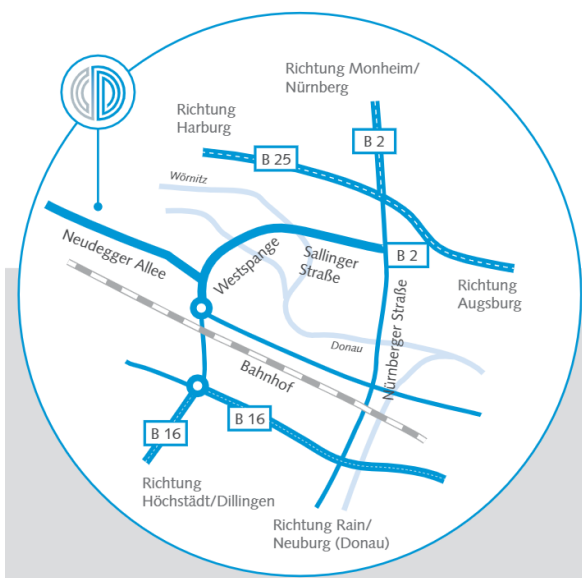 Richtung Monheim/
Nürnberg
Richtung
Harburg
B 2
B 25
Wörnitz
Neudegger Allee
Westspange
Sallinger
Straße
B 2
Richtung
Augsburg
Nürnberger Straße
Donau
Bahnhof
B 16
B 16
Richtung
Höchstädt/Dillingen
Richtung Rain/
Neuburg (Donau)